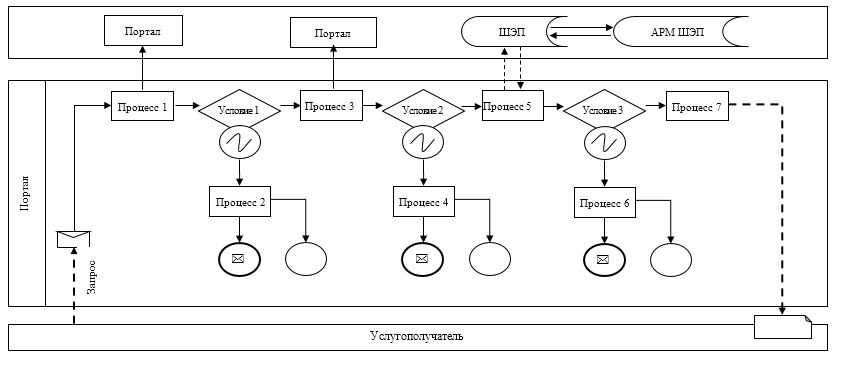 Портал
Портал
ШЭП
АРМ ШЭП
Процесс 1
Условие 1
Процесс 3
Условие 2
Процесс 5
Условие 3
Процесс 7
Процесс 2
Процесс 4
Процесс 6
Портал
Запрос
Услугополучатель